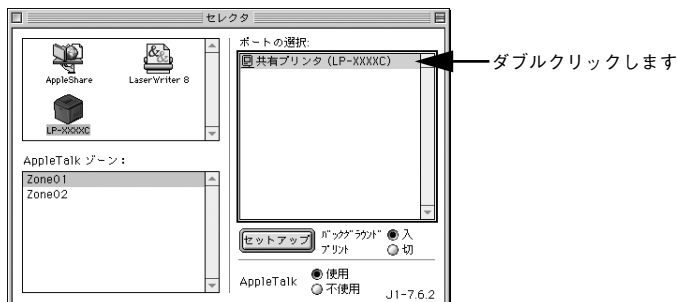 セレクタ
AppleShare
LaserWriter 8
LP-XXXXC
AppleTalk ゾーン：
Zone01
Zone02
ポートの選択:
共有プリンタ（LP-XXXXC）
ダブルクリックします
セットアップ
バックグラウンド
プリント
入
切
AppleTalk
使用
不使用
J1-7.6.2